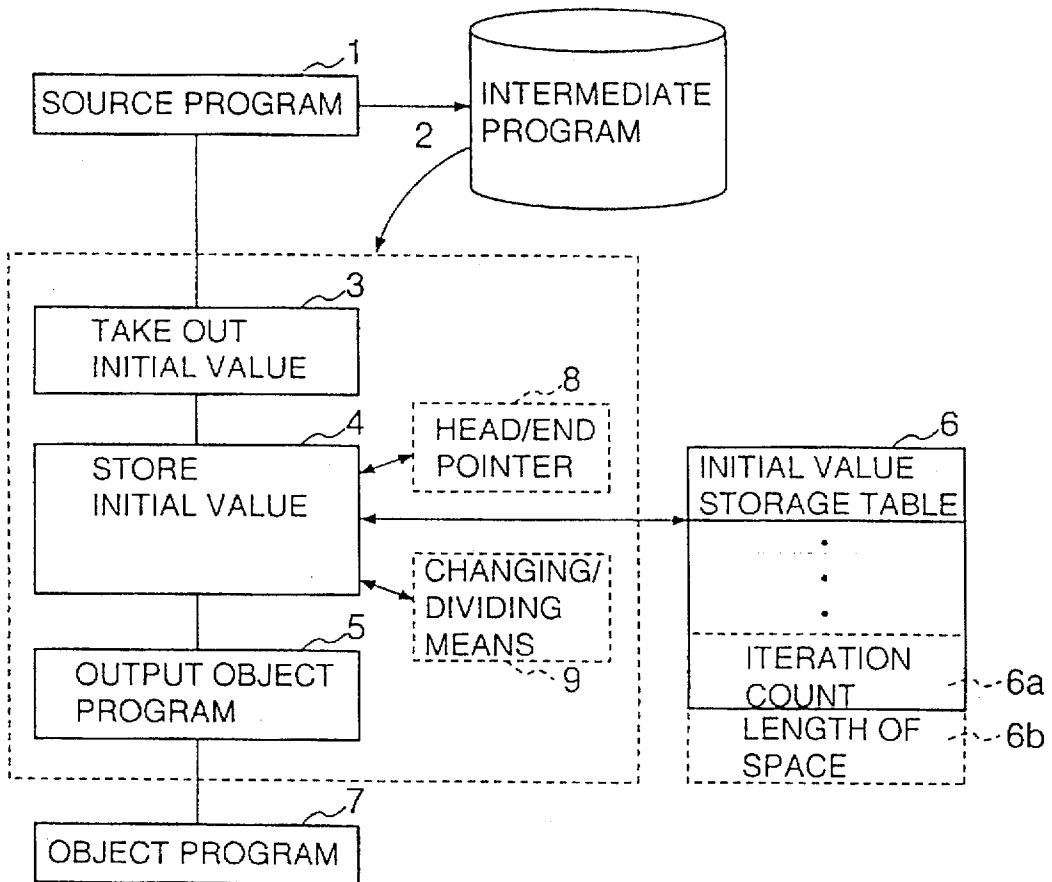 1
SOURCE PROGRAM
INTERMEDIATE
PROGRAM
2
3
TAKE OUT
INITIAL VALUE
4
STORE
INITIAL VALUE
8
HEAD/END
POINTER
CHANGING/
DIVIDING
MEANS
9
5
OUTPUT OBJECT
PROGRAM
6
INITIAL VALUE
STORAGE TABLE
ITERATION
COUNT
6a
LENGTH OF
SPACE
6b
7
OBJECT PROGRAM